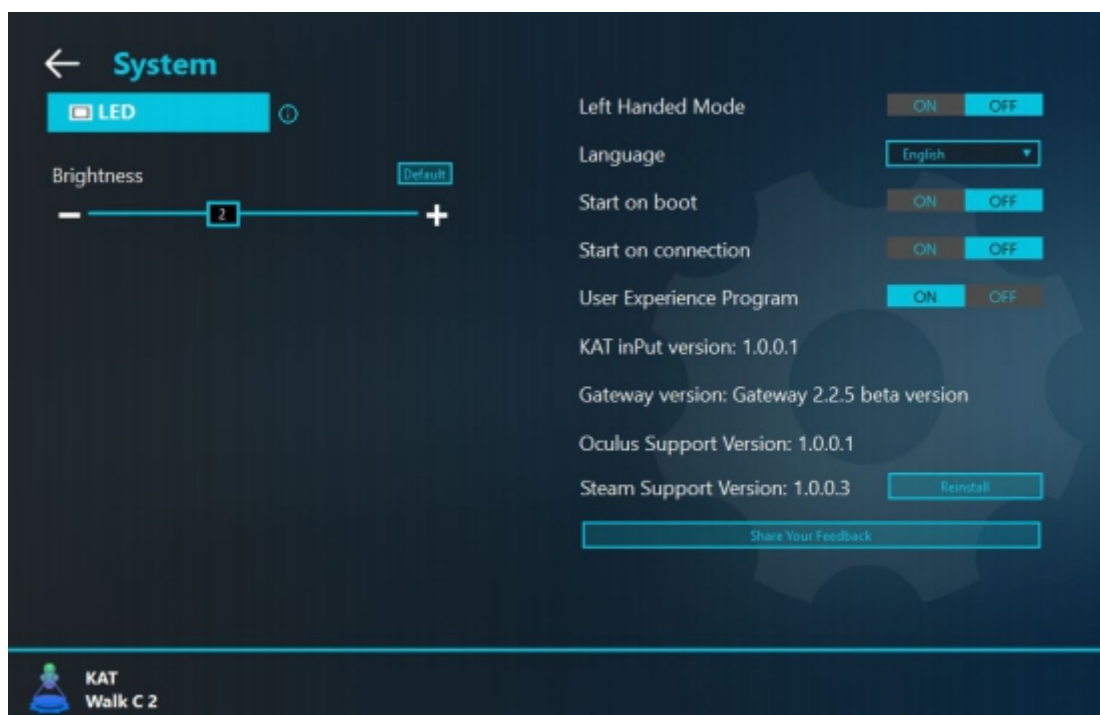 System
LED
Brightness
Default
2
Left Handed Mode ON OFF
Language English
Start on boot ON OFF
Start on connection ON OFF
User Experience Program ON OFF
KAT inPut version: 1.0.0.1
Gateway version: Gateway 2.2.5 beta version
Oculus Support Version: 1.0.0.1
Steam Support Version: 1.0.0.3 Reinstall
Share Your Feedback
KAT
Walk C 2